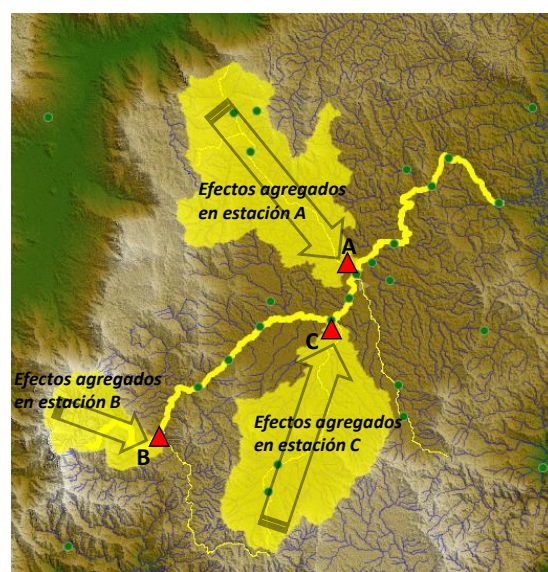 Efectos agregados
en estación A
A
C
Efectos agregados
en estación B
B
Efectos agregados
en estación C